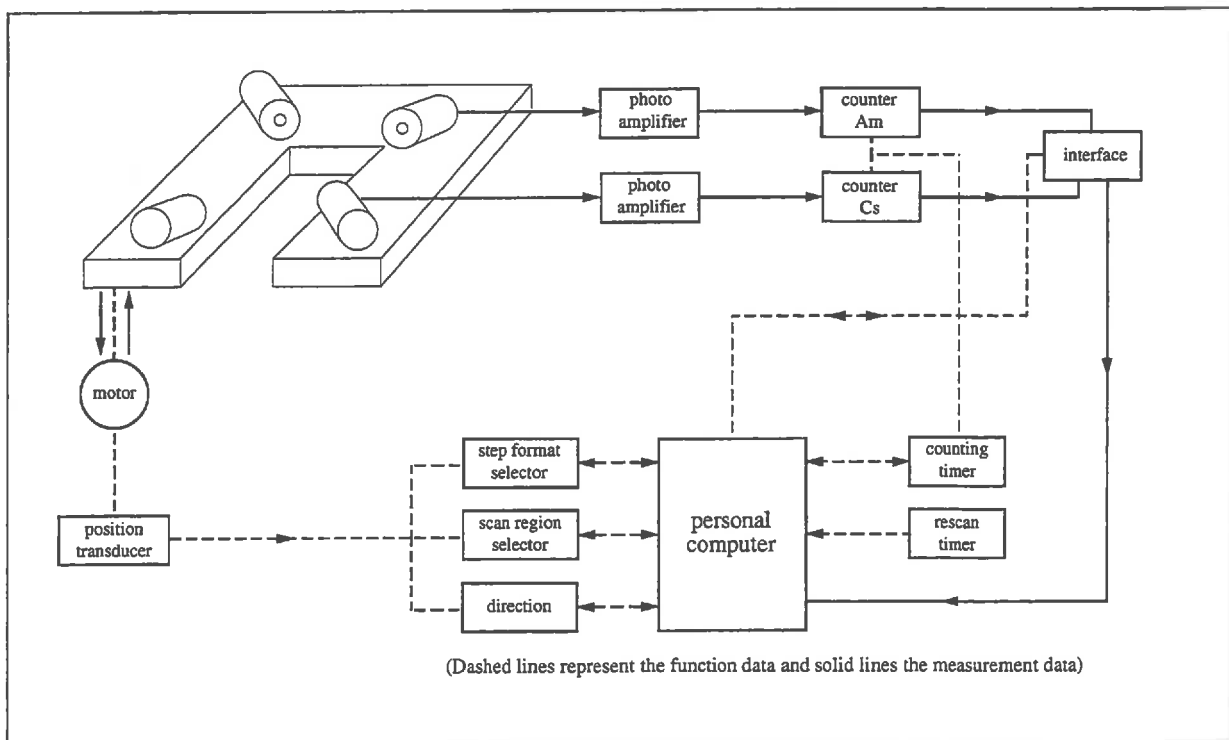 photo
amplifier
counter
Am
interface
photo
amplifier
counter
Cs
motor
step format
selector
counting
timer
position
transducer
scan region
selector
personal
computer
rescan
timer
direction
(Dashed lines represent the function data and solid lines the measurement data)